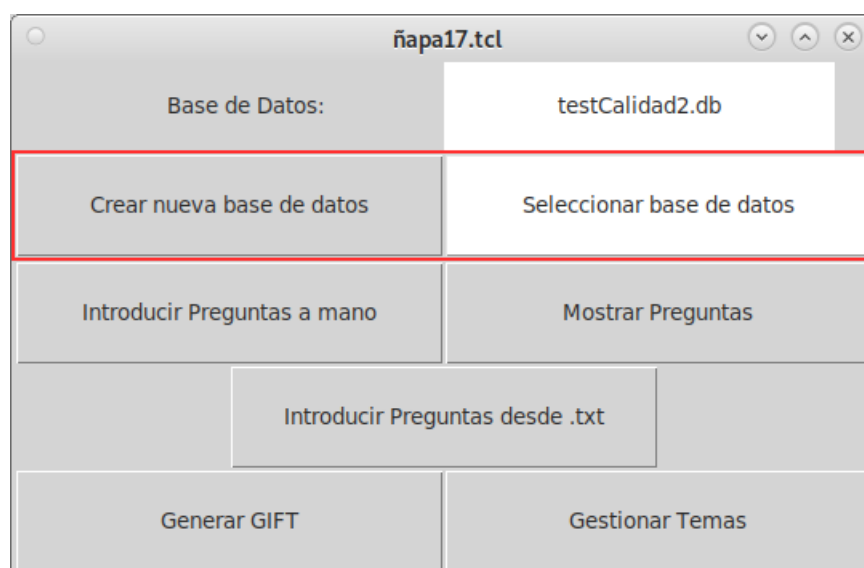 ñapa17.tcl
Base de Datos: testCalidad2.db
Crear nueva base de datos Seleccionar base de datos
Introducir Preguntas a mano Mostrar Preguntas
Introducir Preguntas desde .txt
Generar GIFT Gestionar Temas